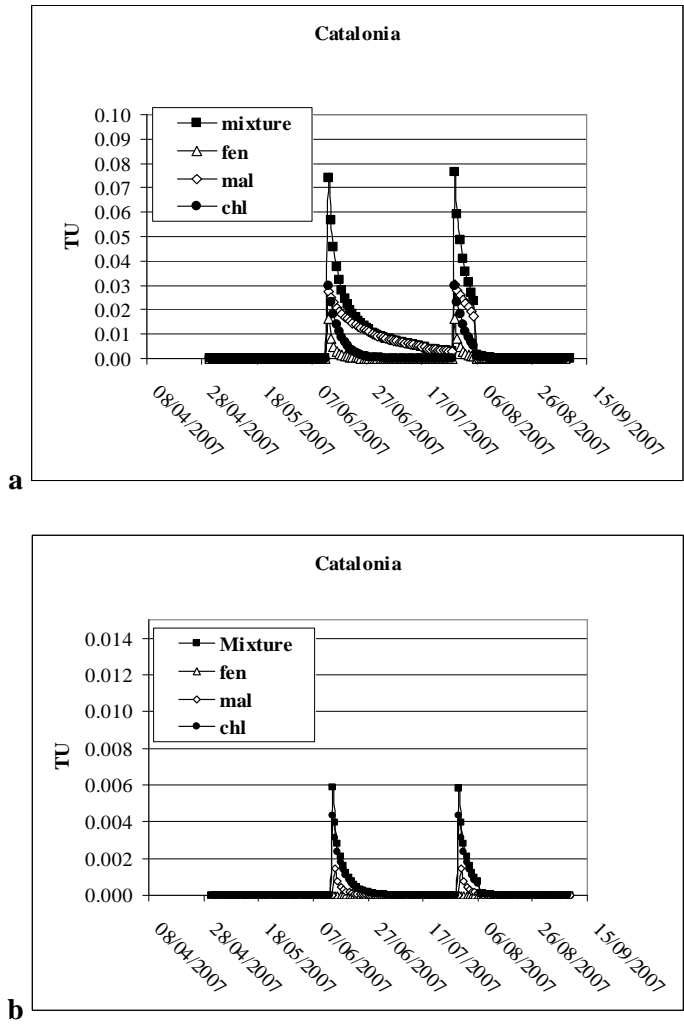 Catalonia
0.10
0.09
0.08
0.07
0.06
0.05
0.04
0.03
0.02
0.01
0.00
TU
mixture
fen
mal
chl
08/04/2007
28/04/2007
18/05/2007
07/06/2007
27/06/2007
17/07/2007
06/08/2007
26/08/2007
15/09/2007
a
Catalonia
0.014
0.012
0.010
0.008
0.006
0.004
0.002
0.000
TU
Mixture
fen
mal
chl
08/04/2007
28/04/2007
18/05/2007
07/06/2007
27/06/2007
17/07/2007
06/08/2007
26/08/2007
15/09/2007
b